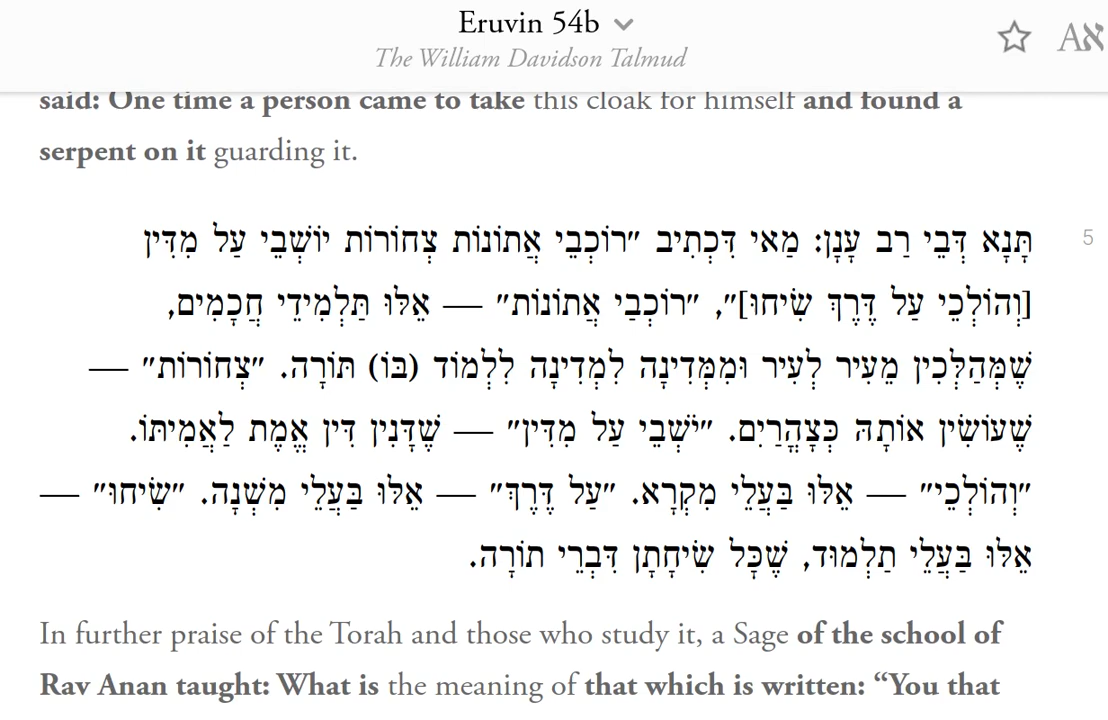 Eruvin 54b
The William Davidson Talmud
אA
said: One time a person came to take this cloak for himself and found a
serpent on it guarding it.
5
תָּנָא דְּבֵי רַב עָנָן: מַאי דִּכְתִיב ״רוֹכְבֵי אֲתוֹנוֹת צְחוֹרוֹת יוֹשְׁבֵי עַל מִדִּין
[וְהוֹלְכֵי עַל דֶּרֶךְ שִׂיחוּ]״, ״רוֹכְבַי אֲתוֹנוֹת״ — אֵלּוּ תַּלְמִידֵי חֲכָמִים,
שֶׁמְּהַלְּכִין מֵעִיר לְעִיר וּמִמְּדִינָה לִמְדִינָה לִלְמוֹד (בּוֹ) תּוֹרָה. ״צְחוֹרוֹת״ —
שֶׁעוֹשִׂין אוֹתָהּ כְּצׇהֳרַיִם. ״יֹשְׁבֵי עַל מִדִּין״ — שֶׁדָּנִין דִּין אֱמֶת לַאֲמִיתּוֹ.
״וְהוֹלְכֵי״ — אֵלּוּ בַּעֲלֵי מִקְרָא. ״עַל דֶּרֶךְ״ — אֵלּוּ בַּעֲלֵי מִשְׁנָה. ״שִׂיחוּ״ —
אֵלּוּ בַּעֲלֵי תַלְמוּד, שֶׁכׇּל שִׂיחָתָן דִּבְרֵי תוֹרָה.
In further praise of the Torah and those who study it, a Sage of the school of
Rav Anan taught: What is the meaning of that which is written: “You that